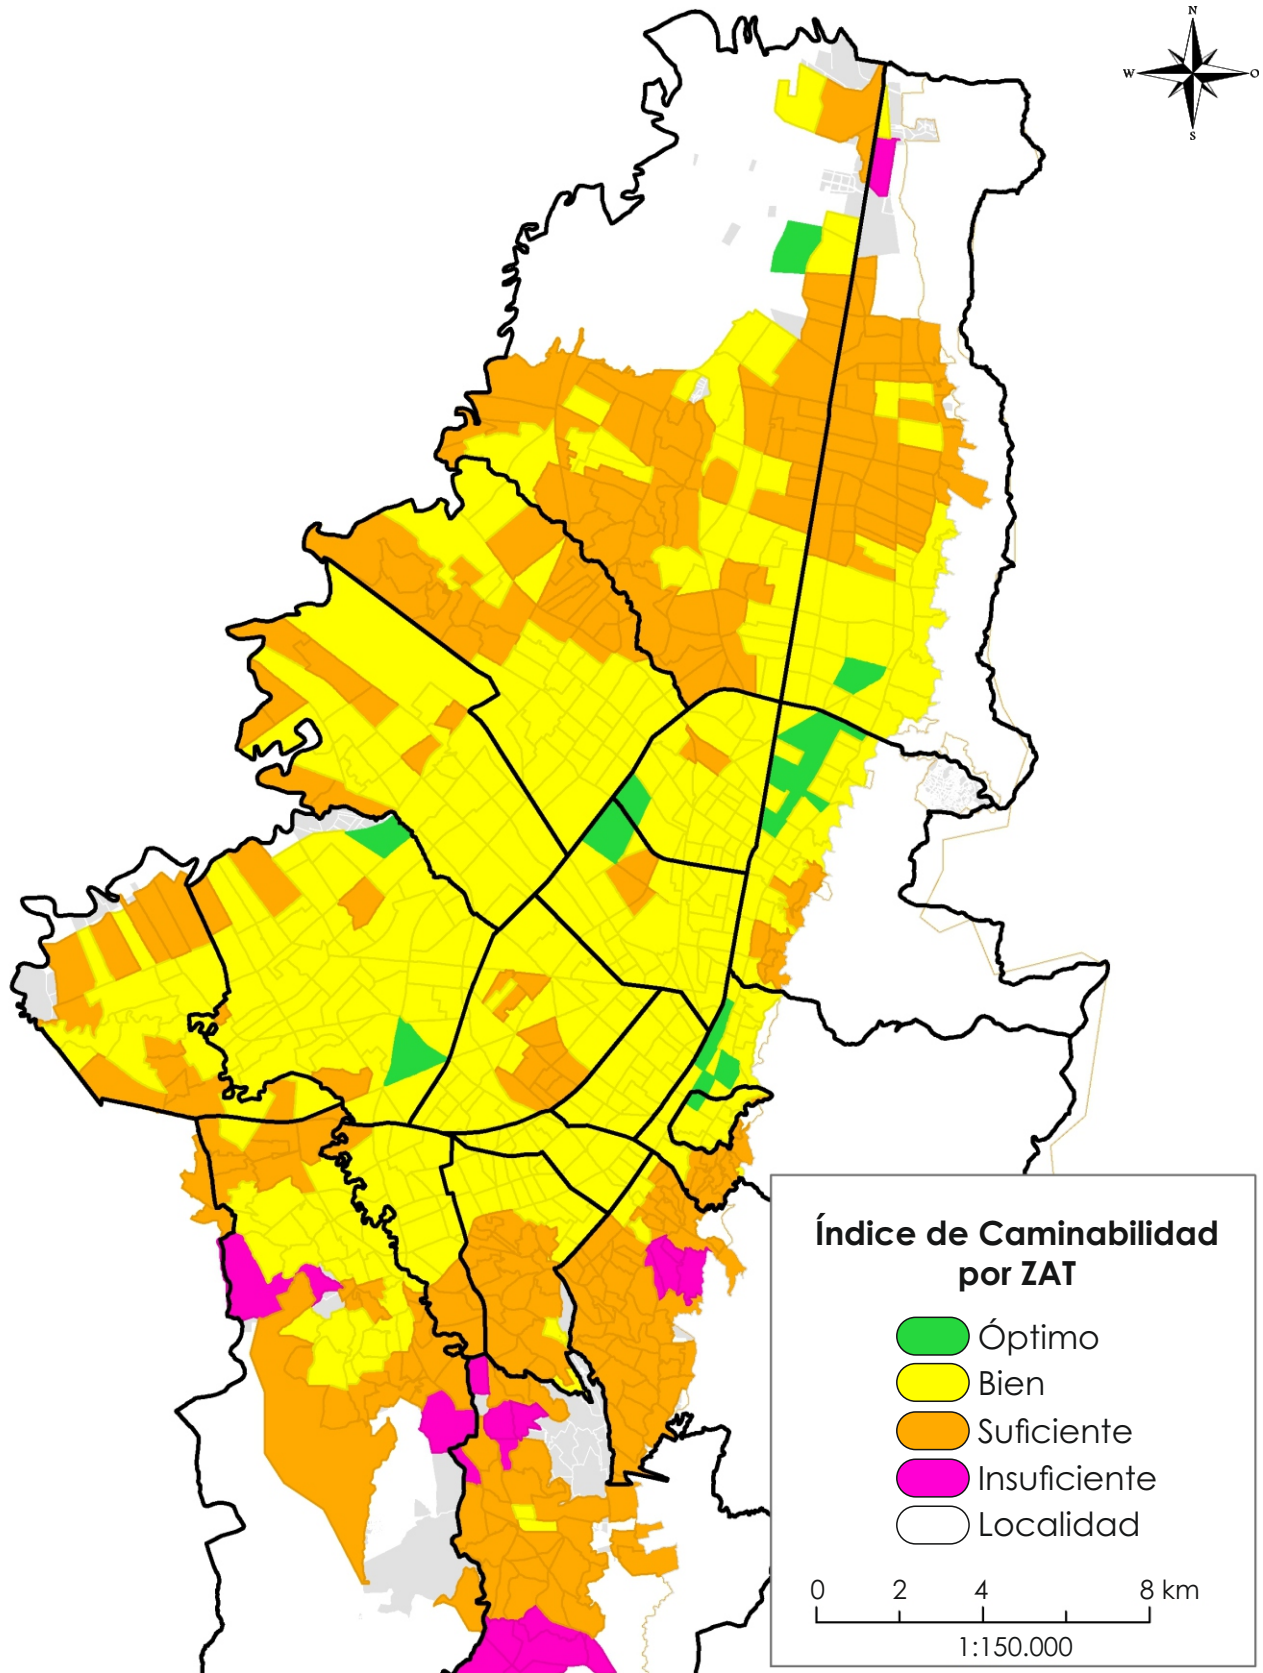 N
W
O
S
Índice de Caminabilidad
por ZAT
Óptimo
Bien
Suficiente
Insuficiente
Localidad
0 2 4 8 km
1:150.000